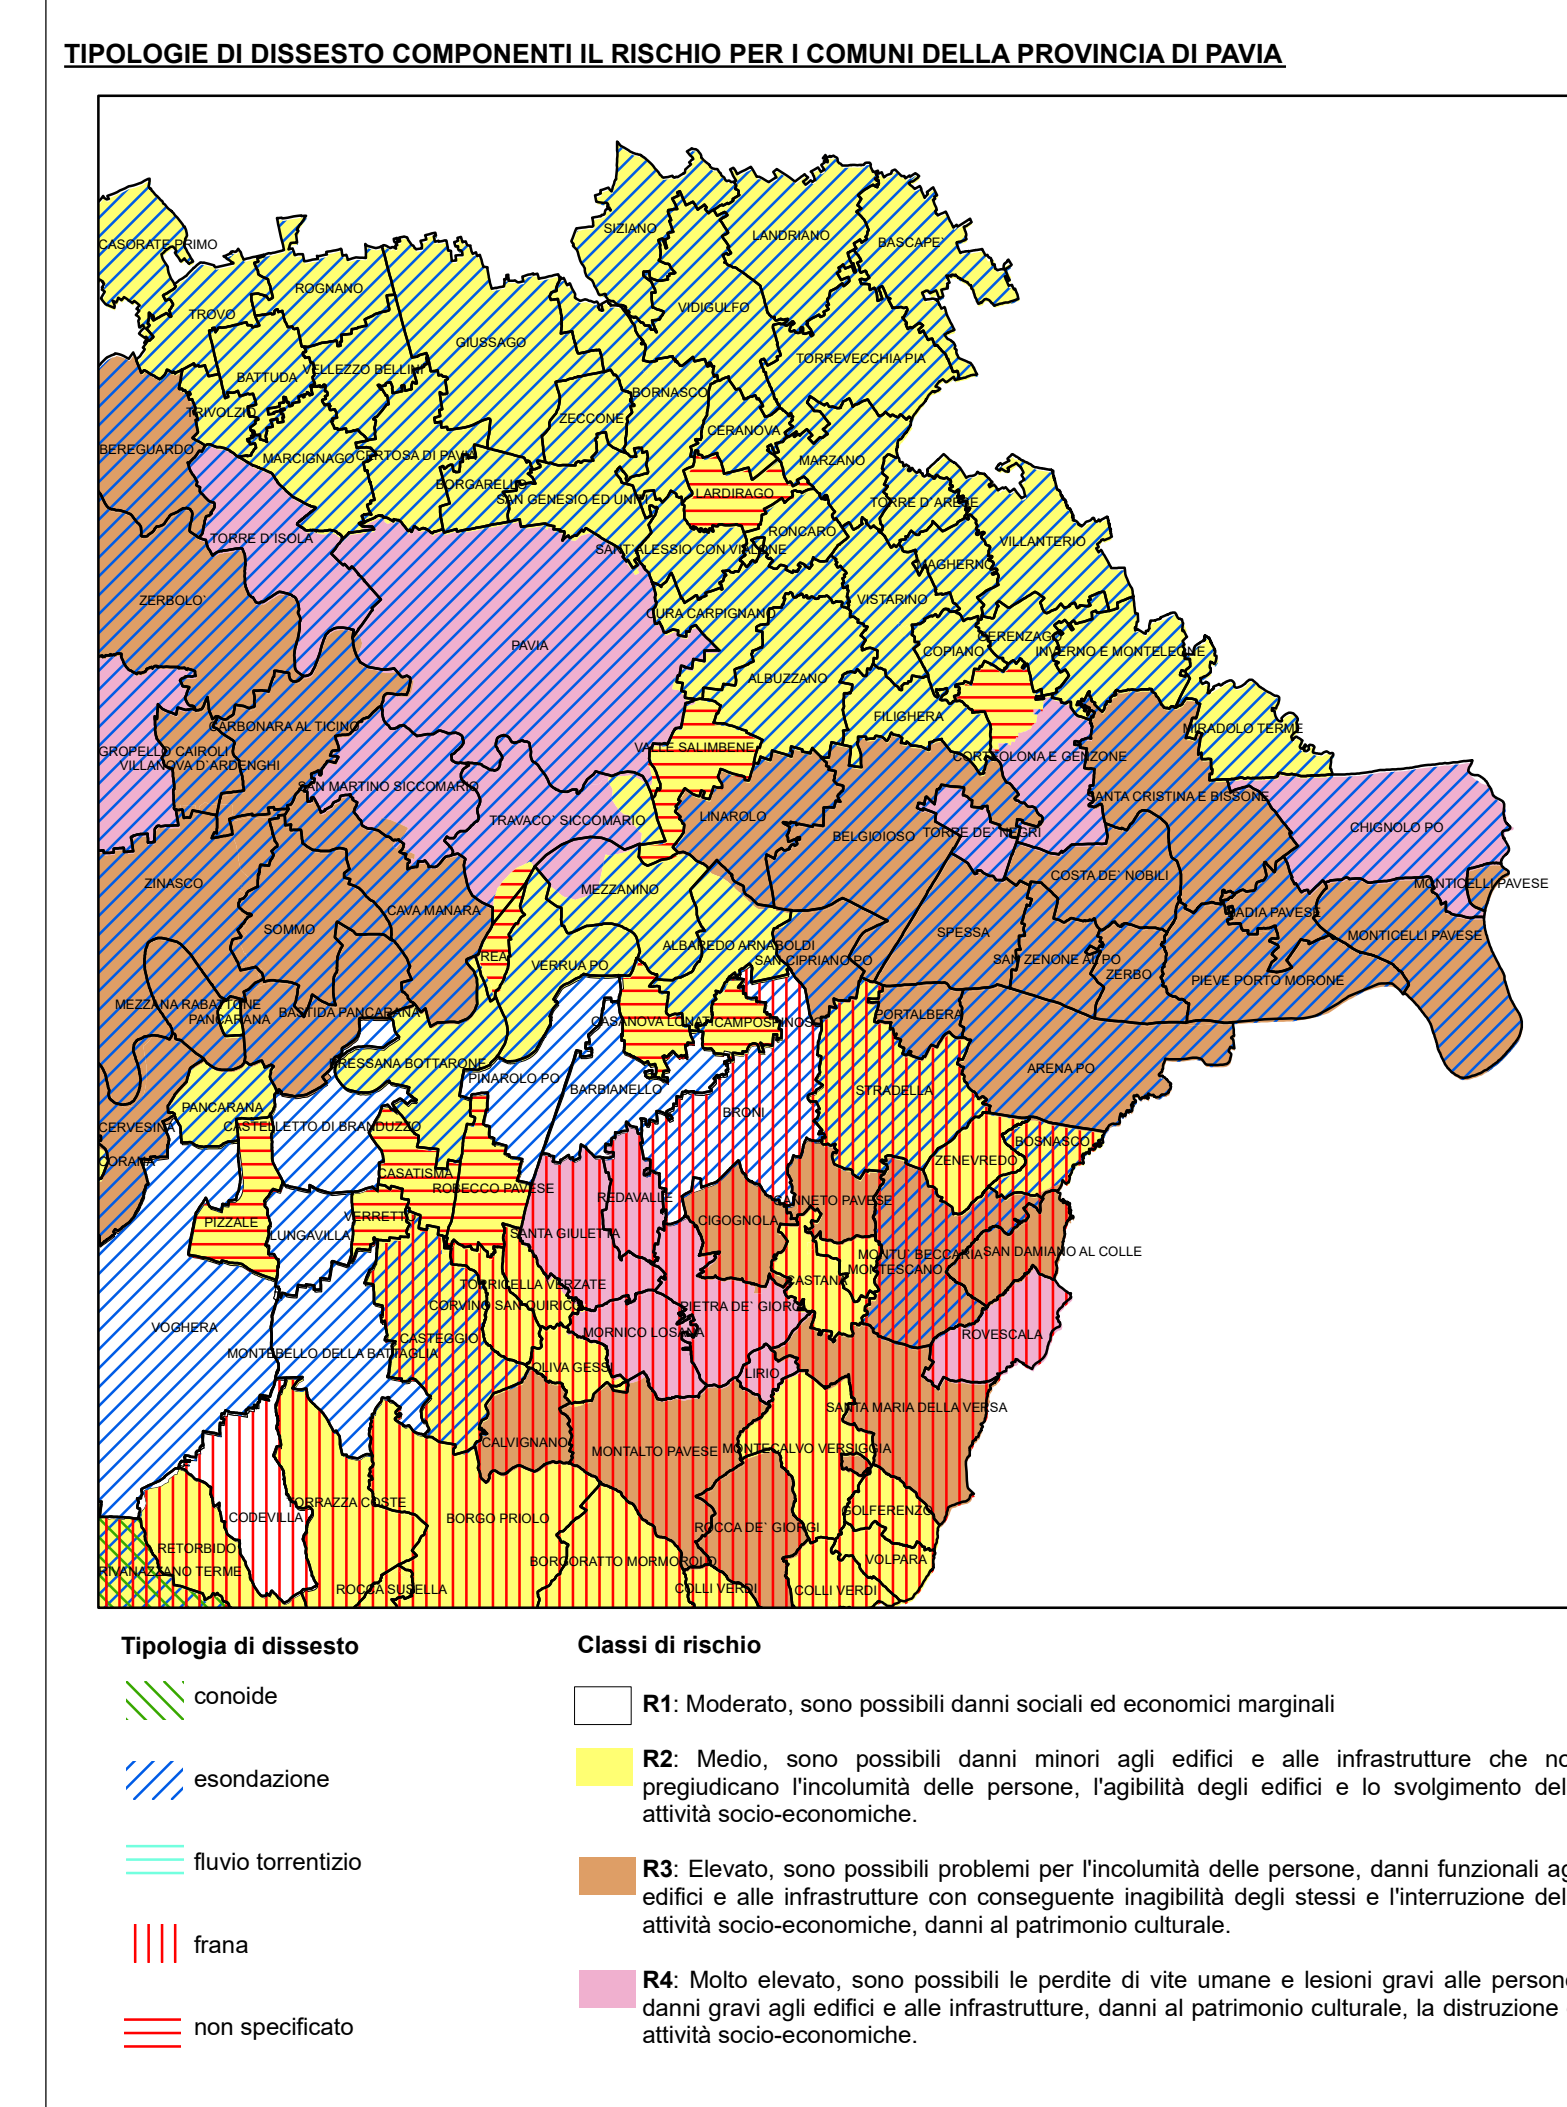 TIPOLOGIE DI DISSESTO COMPONENTI IL RISCHIO PER I COMUNI DELLA PROVINCIA DI PAVIA
SIZIANO
LANDRIANO
BASCAPE`
CASORATE PRIMO
ROGNANO
TROVO
VIDIGULFO
GIUSSAGO
TORREVECCHIA PIA
VELLEZZO BELLINI
BATTUDA
BORNASCO
TRIVOLZIO
ZECCONE
CERANOVA
BEREGUARDO
MARCIGNAGO
CERTOSA DI PAVIA
MARZANO
BORGARELLO
LARDIRAGO
SAN GENESIO ED UNITI
TORRE D`ARESE
TORRE D`ISOLA
RONCARO
VILLANTERIO
SANT`ALESSIO CON VIALONE
MAGHERNO
ZERBOLO`
VISTARINO
CURA CARPIGNANO
PAVIA
GERENZAGO
COPIANO
INVERNO E MONTELEONE
ALBUZZANO
FILIGHERA
CARBONARA AL TICINO
MIRADOLO TERME
GROPELLO CAIROLI
VALLE SALIMBENE
CORTEOLONA E GENZONE
VILLANOVA D`ARDENGHI
SAN MARTINO SICCOMARIO
SANTA CRISTINA E BISSONE
TRAVACO` SICCOMARIO
LINAROLO
BELGIOIOSO
TORRE DE` NEGRI
CHIGNOLO PO
ZINASCO
MEZZANINO
COSTA DE` NOBILI
MONTICELLI PAVESE
CAVA MANARA
BADIA PAVESE
SOMMO
SPESSA
MONTICELLI PAVESE
ALBAREDO ARNABOLDI
REA
VERRUA PO
SAN CIPRIANO PO
SAN ZENONE AL PO
ZERBO
PIEVE PORTO MORONE
MEZZANA RABATTONE
PANCARANA
BASTIDA PANCARANA
CASANOVA LONATI
CAMPOSPINOSO
PORTALBERA
BRESSANA BOTTARONE
PINAROLO PO
BARBIANELLO
ARENA PO
STRADELLA
PANCARANA
BRONI
CERVESINA
CASTELLETTO DI BRANDUZZO
BOSNASCO
CORANA
ZENEVREDO
CASATISMA
ROBECCO PAVESE
REDAVALLE
CANNETO PAVESE
PIZZALE
VERRETTO
CIGOGNOLA
LUNGAVILLA
SANTA GIULETTA
MONTU` BECCARIA
SAN DAMIANO AL COLLE
MONTESCANO
CASTANA
TORRICELLA VERZATE
CORVINO SAN QUIRICO
PIETRA DE` GIORGI
VOGHERA
MORNICO LOSANA
ROVESCALA
CASTEGGIO
MONTEBELLO DELLA BATTAGLIA
OLIVA GESSI
LIRIO
SANTA MARIA DELLA VERSA
CALVIGNANO
MONTALTO PAVESE
MONTECALVO VERSIGGIA
TORRAZZA COSTE
CODEVILLA
BORGO PRIOLO
GOLFERENZO
ROCCA DE` GIORGI
RETORBIDO
BORGORATTO MORMOROLO
VOLPARA
RIVANAZZANO TERME
ROCCA SUSELLA
COLLI VERDI
COLLI VERDI
Tipologia di dissesto
conoide
esondazione
fluvio torrentizio
frana
non specificato
Classi di rischio
R1: Moderato, sono possibili danni sociali ed economici marginali
R2: Medio, sono possibili danni minori agli edifici e alle infrastrutture che no
pregiudicano l'incolumità delle persone, l'agibilità degli edifici e lo svolgimento del
attività socio-economiche.
R3: Elevato, sono possibili problemi per l'incolumità delle persone, danni funzionali ag
edifici e alle infrastrutture con conseguente inagibilità degli stessi e l'interruzione del
attività socio-economiche, danni al patrimonio culturale.
R4: Molto elevato, sono possibili le perdite di vite umane e lesioni gravi alle person
danni gravi agli edifici e alle infrastrutture, danni al patrimonio culturale, la distruzione
attività socio-economiche.